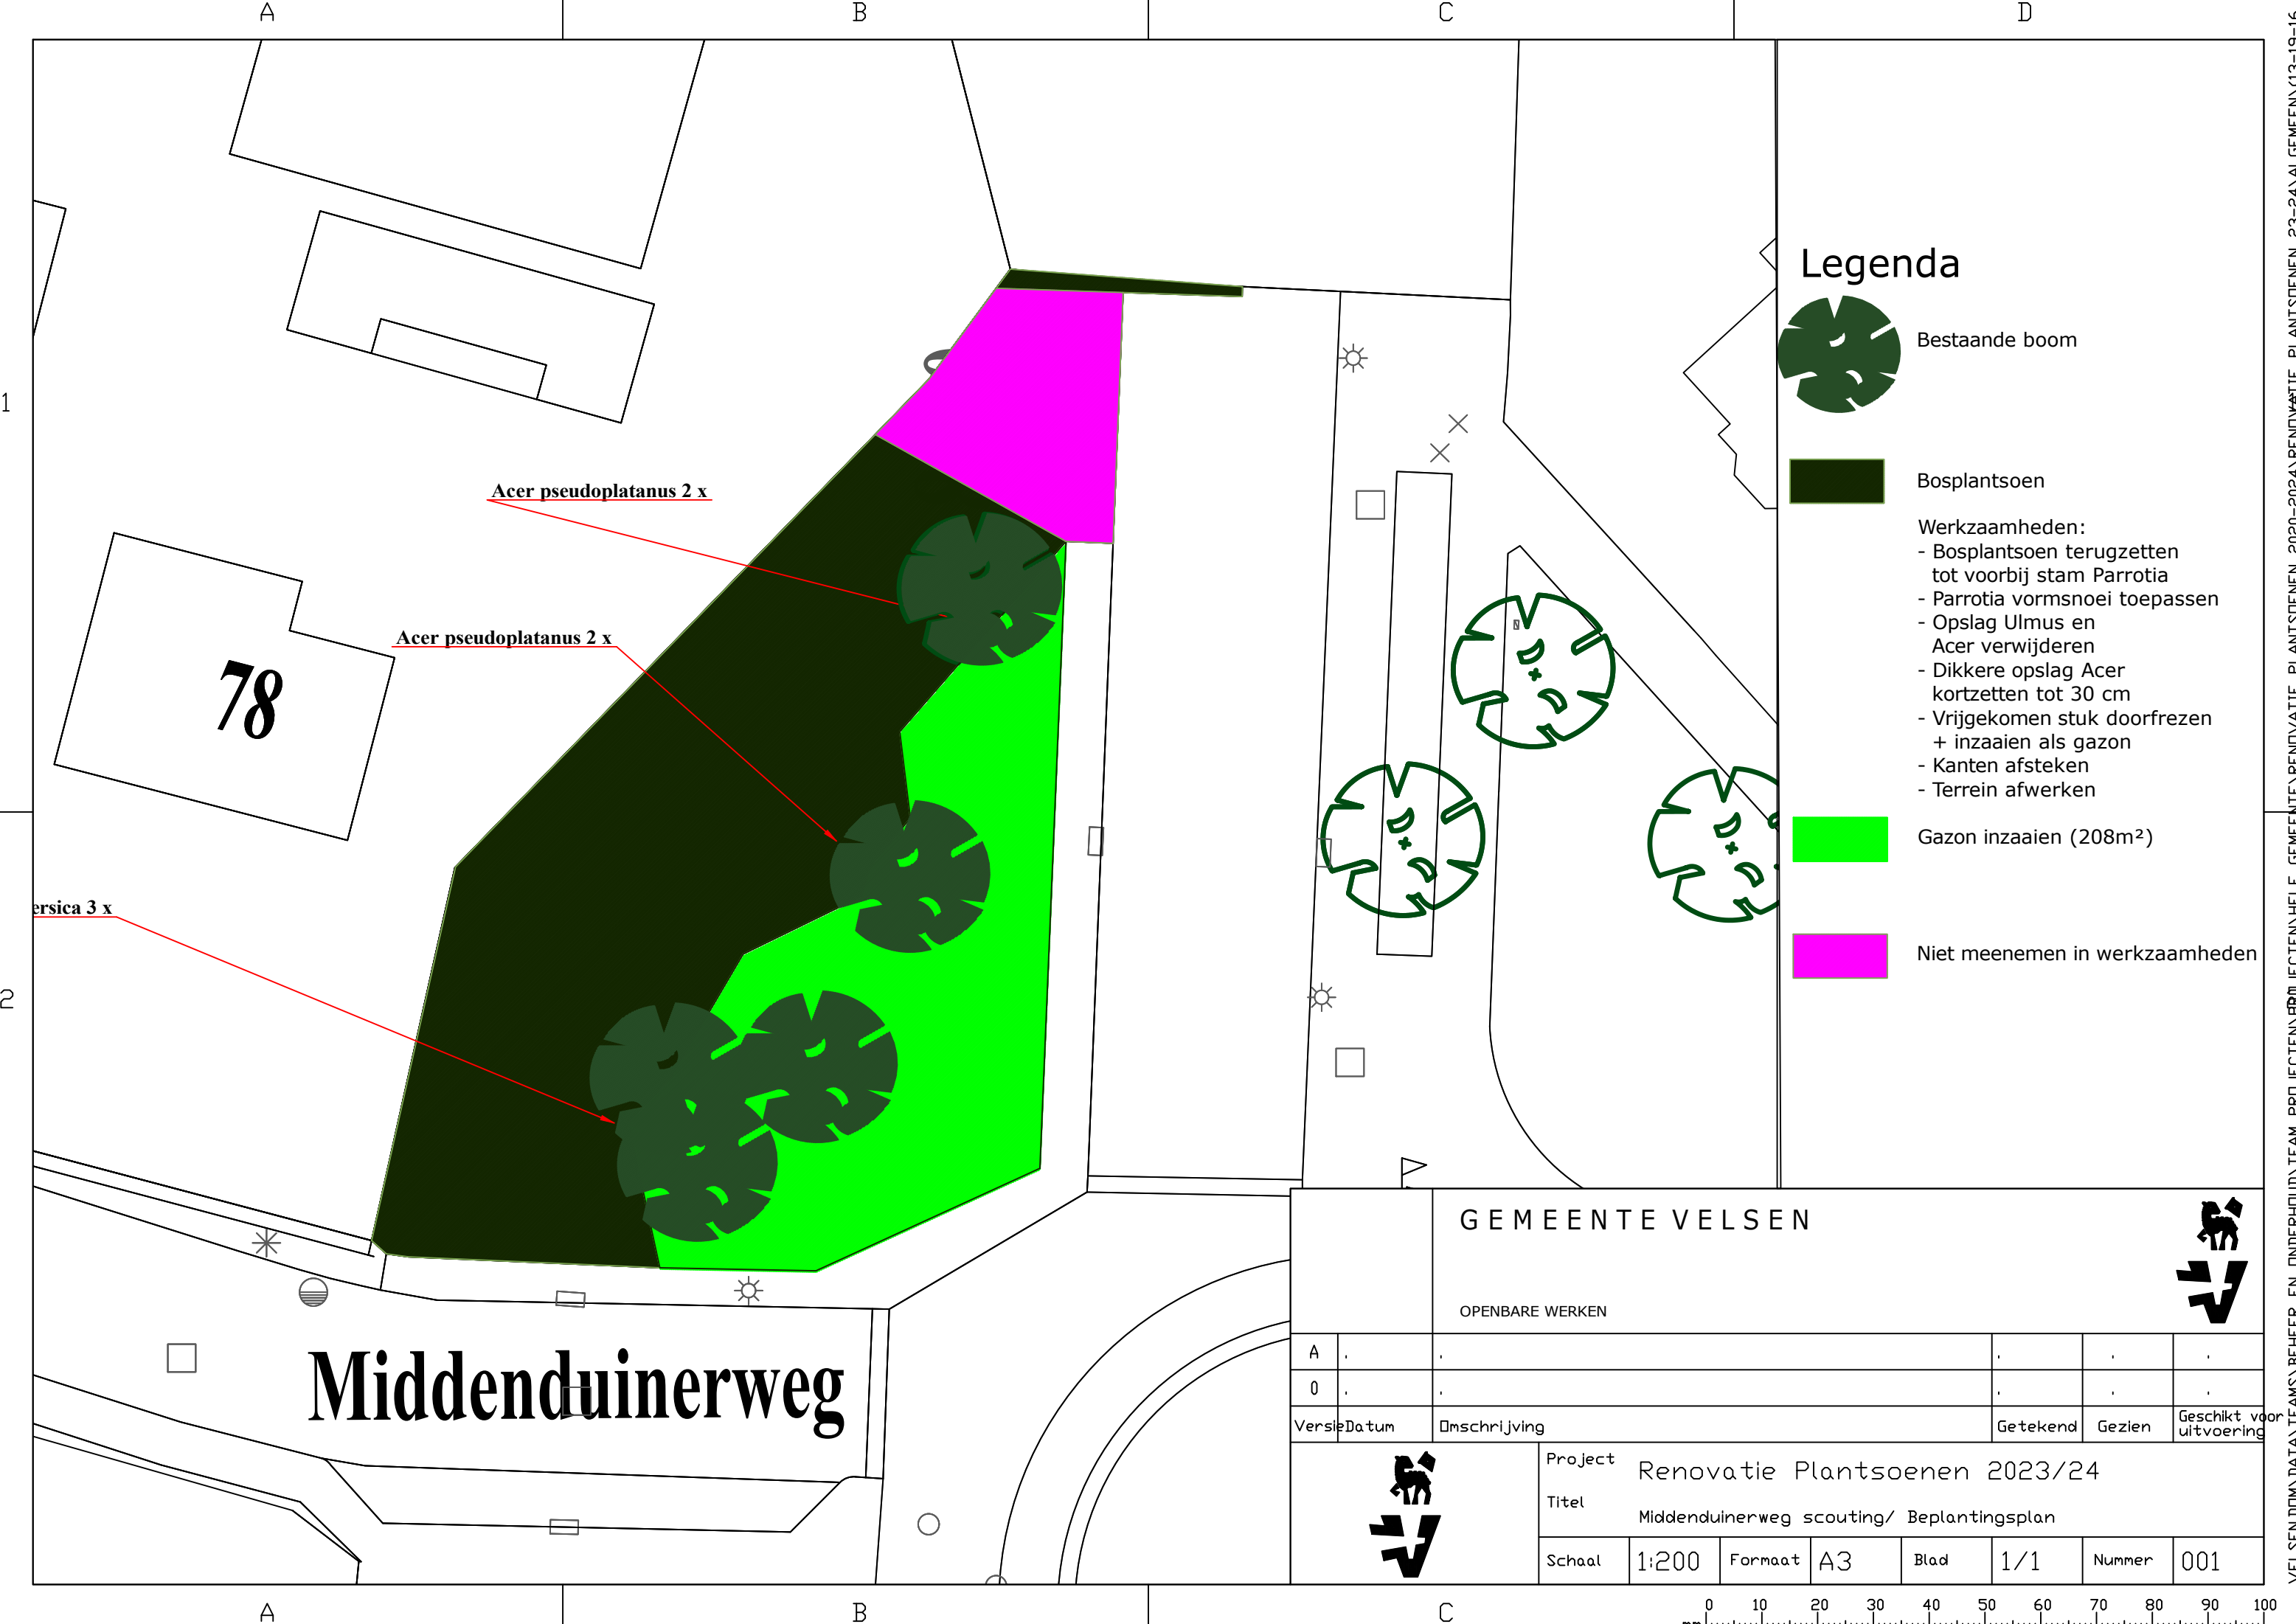 A B C D
Legenda
Bestaande boom
1
Bosplantsoen
Acer pseudoplatanus 2 x
Werkzaamheden:
- Bosplantsoen terugzetten
tot voorbij stam Parrotia
- Parrotia vormsnoei toepassen
- Opslag Ulmus en
Acer verwijderen
Acer pseudoplatanus 2 x
- Dikkere opslag Acer
kortzetten tot 30 cm
78
- Vrijgekomen stuk doorfrezen
+ inzaaien als gazon
- Kanten afsteken
- Terrein afwerken
Gazon inzaaien (208m²)
ersica 3 x
Niet meenemen in werkzaamheden
2
GEMEENTE VELSEN
OPENBARE WERKEN
A . . . . .
0 . . . . .
Versie Datum Omschrijving Getekend Gezien Geschikt voor
uitvoering
Middenduinerweg
Project Renovatie Plantsoenen 2023/24
Titel Middenduinerweg scouting/ Beplantingsplan
Schaal 1:200 Formaat A3 Blad 1/1 Nummer 001
A B C
0 10 20 30 40 50 60 70 80 90 100
mm